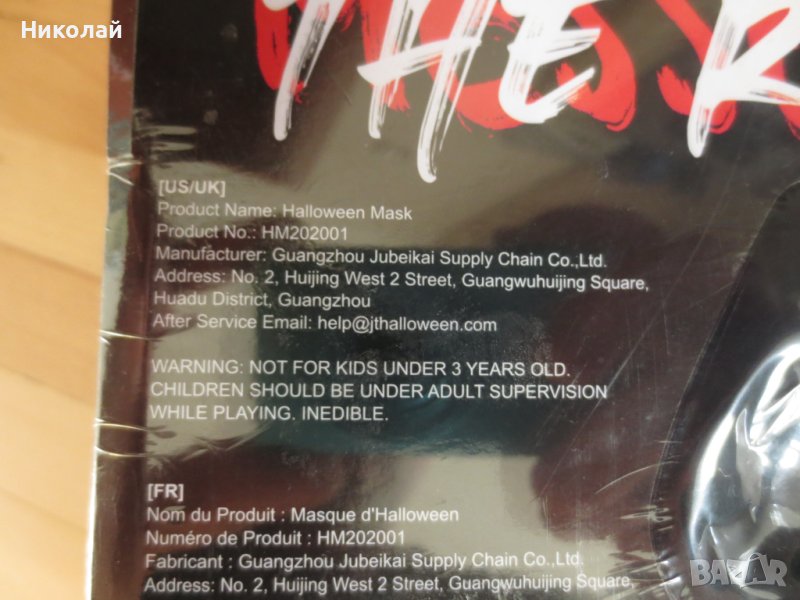 Николай
THE
[US/UK]
Product Name: Halloween Mask
Product No.: HM202001
Manufacturer: Guangzhou Jubeikai Supply Chain Co.,Ltd.
Address: No. 2, Huijing West 2 Street, Guangwuhuijing Square,
Huadu District, Guangzhou
After Service Email: help@jthalloween.com
WARNING: NOT FOR KIDS UNDER 3 YEARS OLD.
CHILDREN SHOULD BE UNDER ADULT SUPERVISION
WHILE PLAYING. INEDIBLE.
[FR]
Nom du Produit : Masque d'Halloween
Numéro de Produit : HM202001
Fabricant : Guangzhou Jubeikai Supply Chain Co.,Ltd.
Address: No. 2, Huijing West 2 Street, Guangwuhuijing Square,
BAZAR